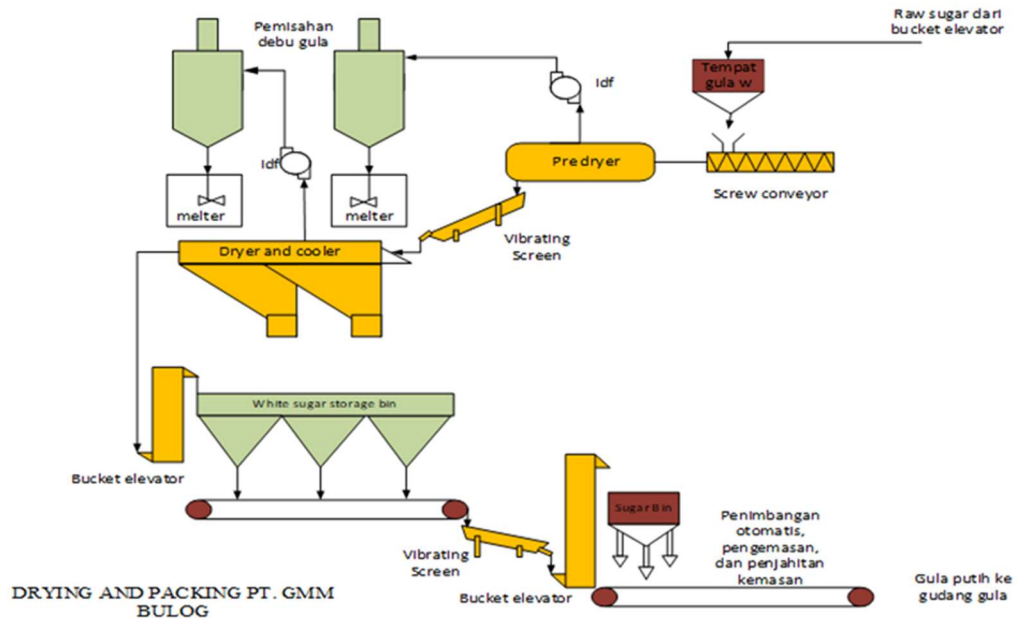 Pemisahan
debu gula
Raw sugar dari
bucket elevator
Tempat
gula w
Idf
Idf
Pre dryer
Screw conveyor
melter
melter
Vibrating
Screen
Dryer and cooler
White sugar storage bin
Bucket elevator
Sugar Bin
Penimbangan
otomatis,
pengemasan,
dan penjahitan
kemasan
Vibrating
Screen
Bucket elevator
Gula putih ke
gudang gula
DRYING AND PACKING PT. GMM
BULOG